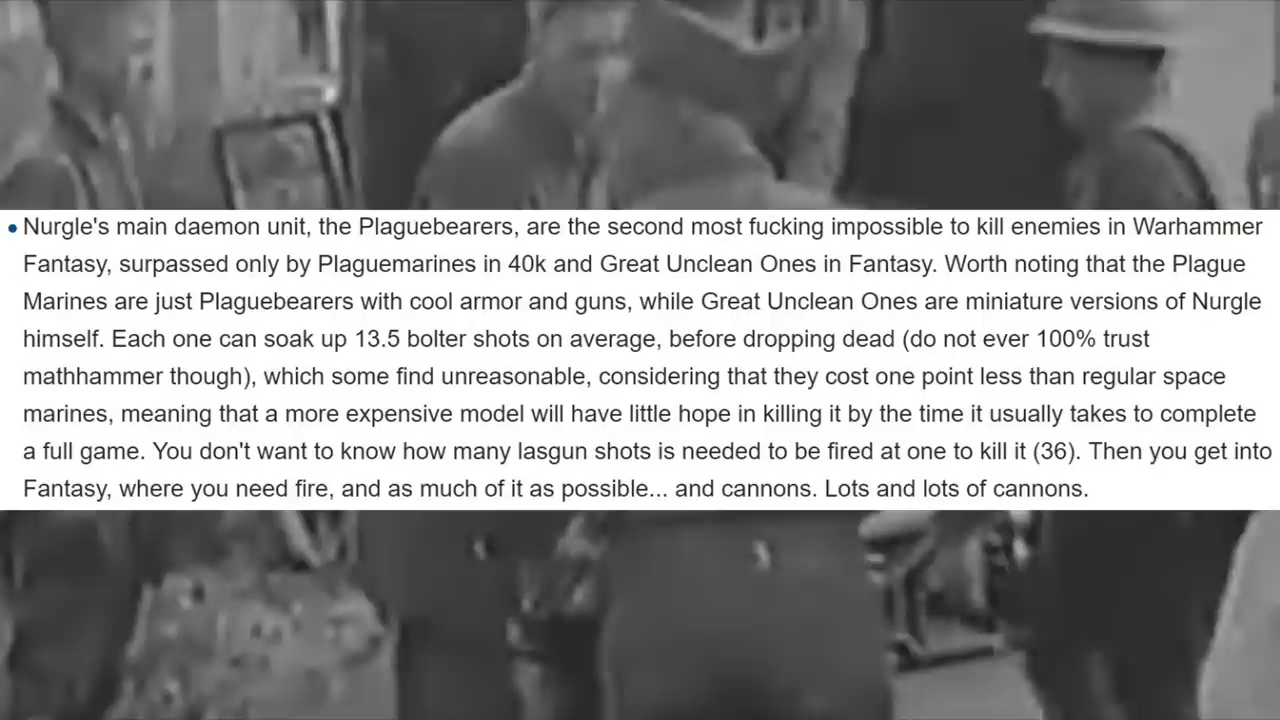 • Nurgle's main daemon unit, the Plaguebearers, are the second most fucking impossible to kill enemies in Warhammer
Fantasy, surpassed only by Plaguemarines in 40k and Great Unclean Ones in Fantasy. Worth noting that the Plague
Marines are just Plaguebearers with cool armor and guns, while Great Unclean Ones are miniature versions of Nurgle
himself. Each one can soak up 13.5 bolter shots on average, before dropping dead (do not ever 100% trust
mathhammer though), which some find unreasonable, considering that they cost one point less than regular space
marines, meaning that a more expensive model will have little hope in killing it by the time it usually takes to complete
a full game. You don't want to know how many lasgun shots is needed to be fired at one to kill it (36). Then you get into
Fantasy, where you need fire, and as much of it as possible... and cannons. Lots and lots of cannons.